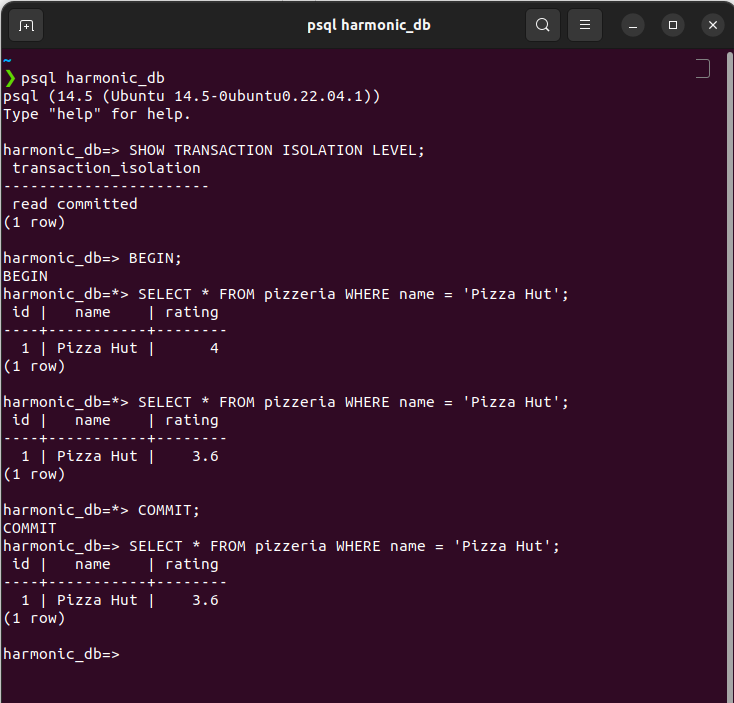 psql harmonic_db
~
❯ psql harmonic_db
psql (14.5 (Ubuntu 14.5-0ubuntu0.22.04.1))
Type "help" for help.
harmonic_db=> SHOW TRANSACTION ISOLATION LEVEL;
 transaction_isolation
-----------------------
 read committed
(1 row)
harmonic_db=> BEGIN;
BEGIN
harmonic_db=*> SELECT * FROM pizzeria WHERE name = 'Pizza Hut';
 id |   name    | rating
----+-----------+--------
  1 | Pizza Hut |      4
(1 row)
harmonic_db=*> SELECT * FROM pizzeria WHERE name = 'Pizza Hut';
 id |   name    | rating
----+-----------+--------
  1 | Pizza Hut |    3.6
(1 row)
harmonic_db=*> COMMIT;
COMMIT
harmonic_db=> SELECT * FROM pizzeria WHERE name = 'Pizza Hut';
 id |   name    | rating
----+-----------+--------
  1 | Pizza Hut |    3.6
(1 row)
harmonic_db=>